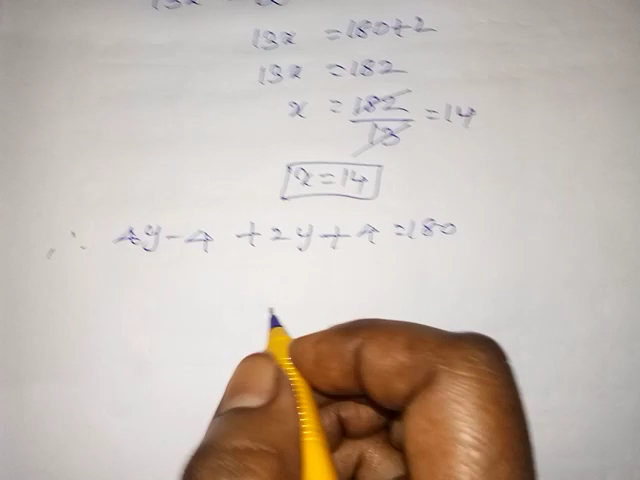 13x = 180+2
13x = 182
x = 182/13 = 14
x = 14
∴ 4y - 4 + 2y + 4 = 180